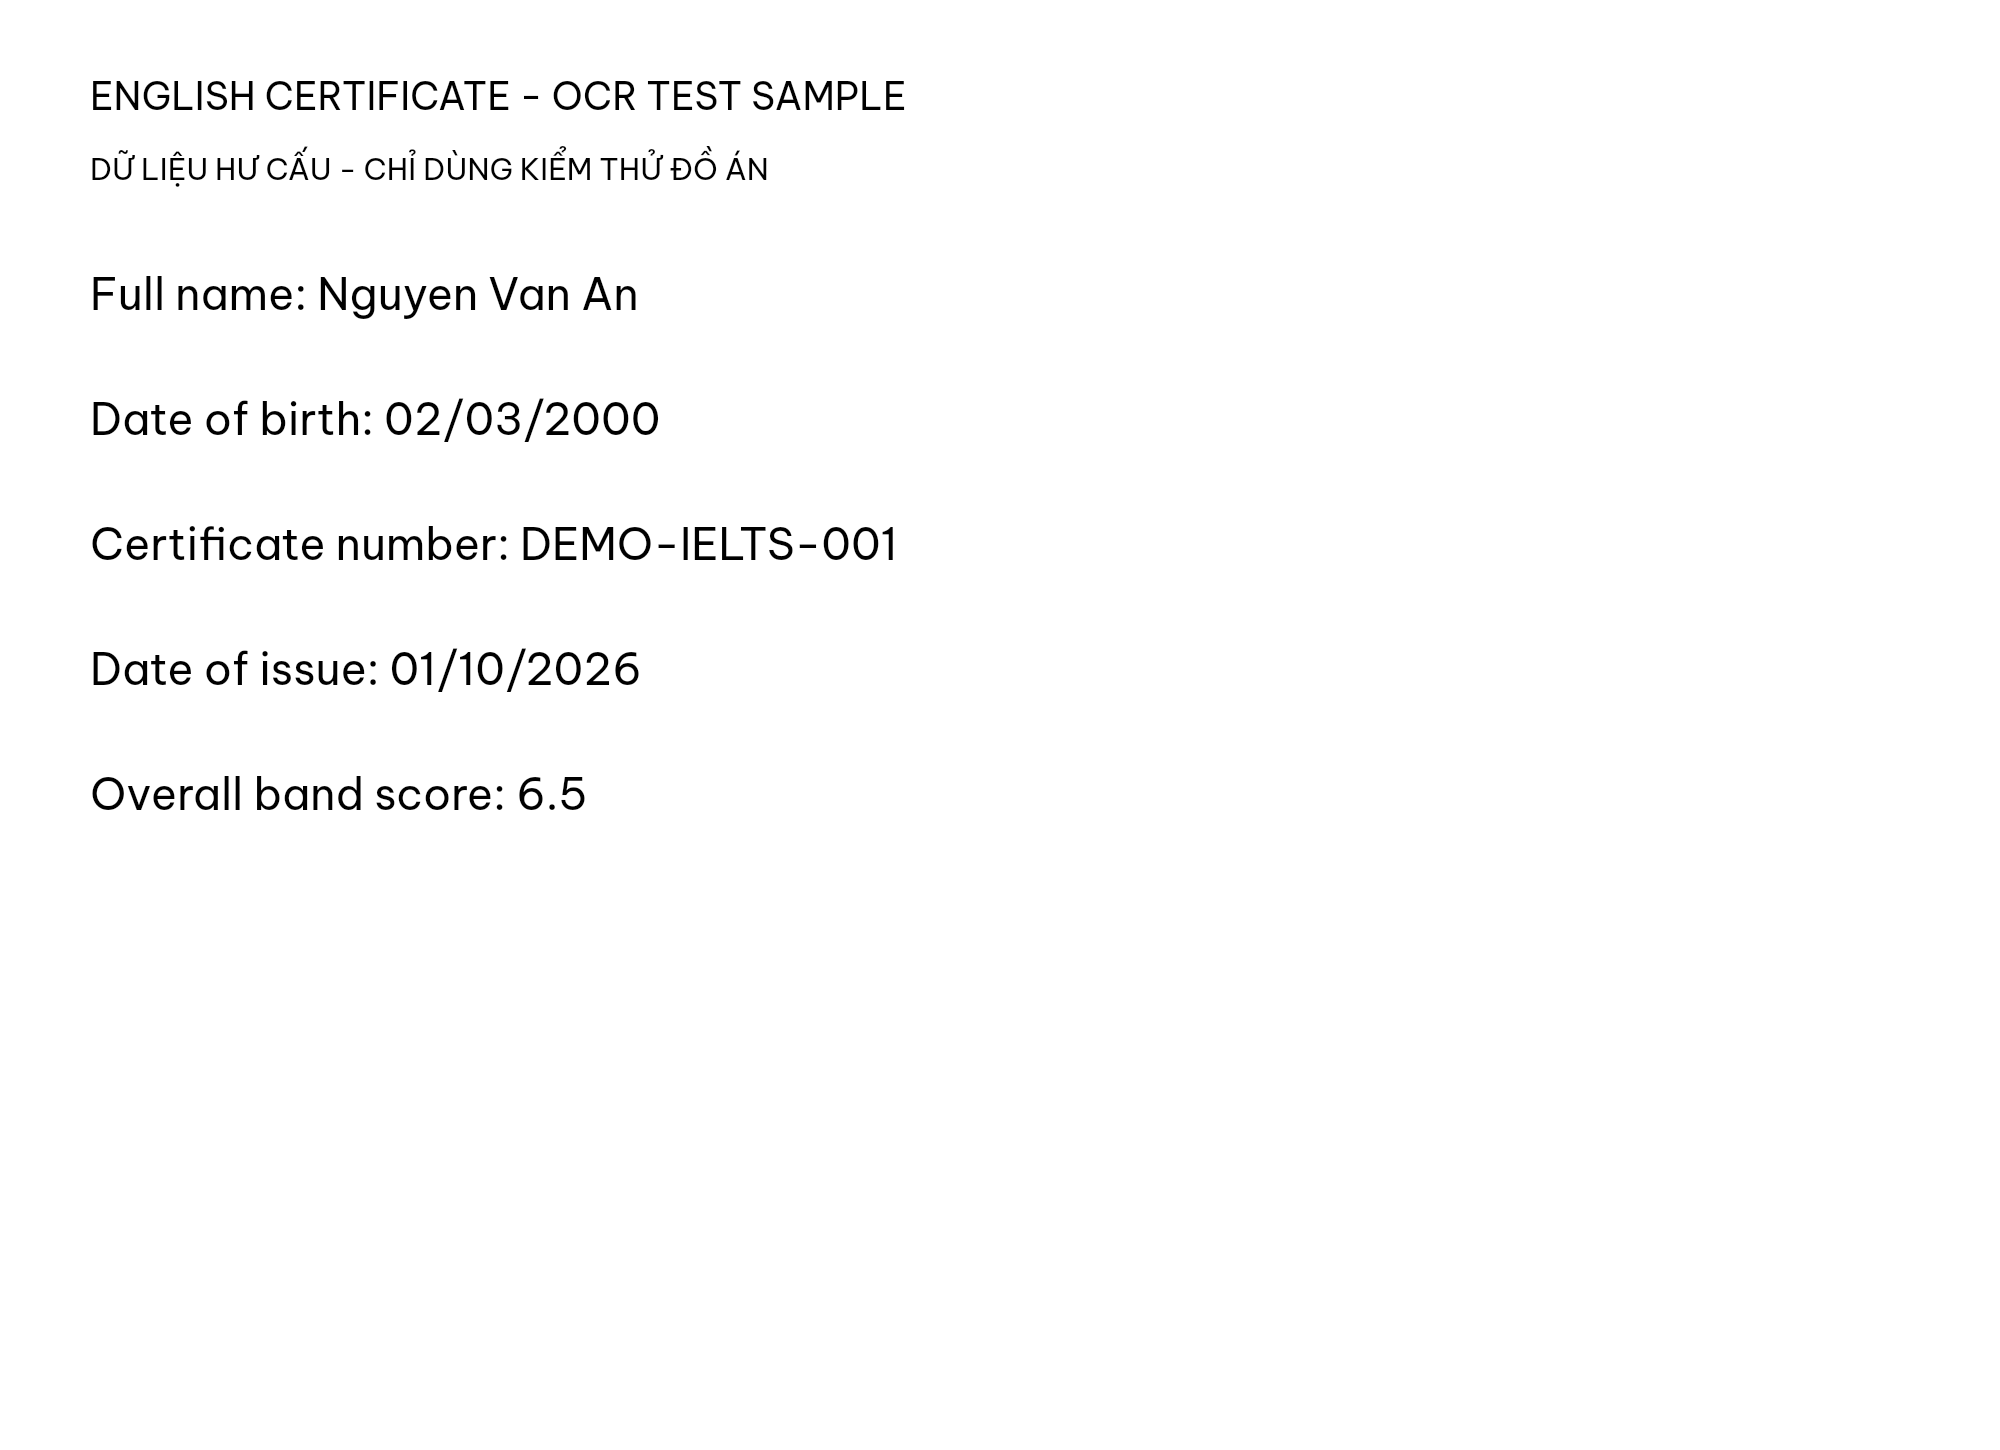 ENGLISH CERTIFICATE - OCR TEST SAMPLE
DỮ LIỆU HƯ CẤU - CHỈ DÙNG KIỂM THỬ ĐỒ ÁN
Full name: Nguyen Van An
Date of birth: 02/03/2000
Certificate number: DEMO-IELTS-001
Date of issue: 01/10/2026
Overall band score: 6.5